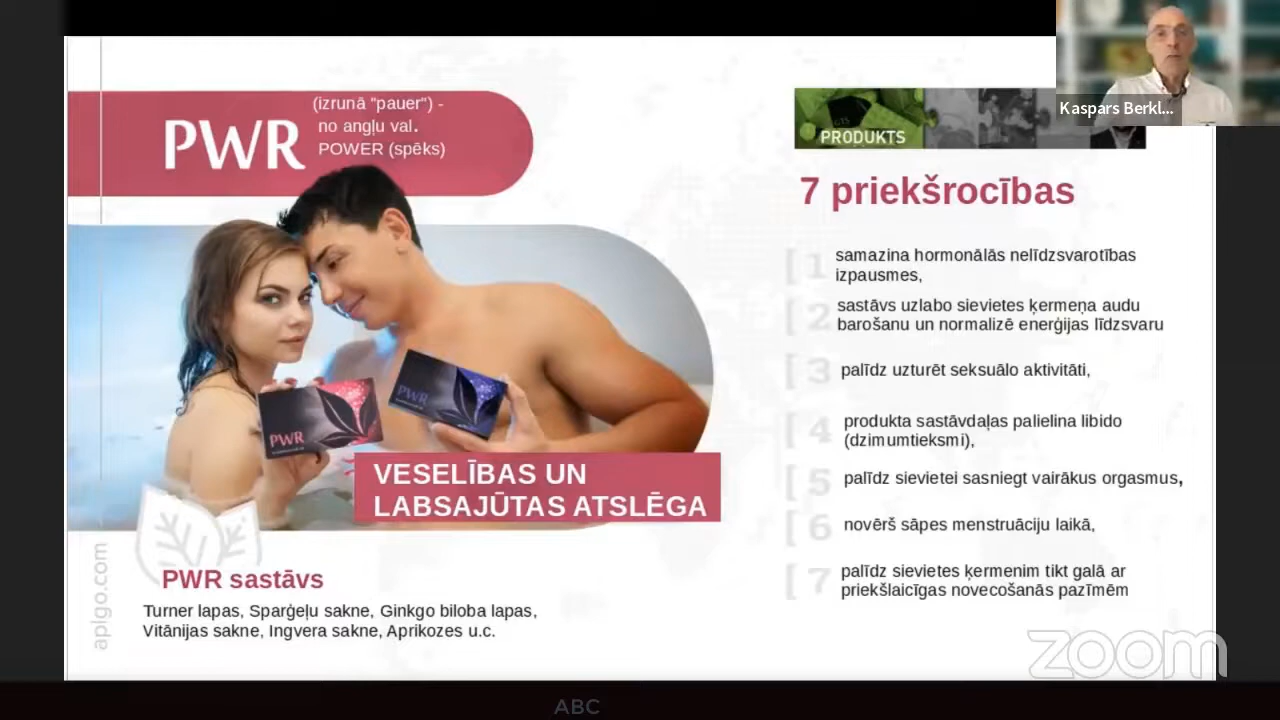 PWR
(izrunā "pauer") -
no angļu val.
POWER (spēks)
PRODUKTS
Kaspars Berkl...
7 priekšrocības
[1 samazina hormonālās nelīdzsvarotības
izpausmes,
[2 sastāvs uzlabo sievietes ķermeņa audu
barošanu un normalizē enerģijas līdzsvaru
[3 palīdz uzturēt seksuālo aktivitāti,
[4 produkta sastāvdaļas palielina libido
(dzimumtieksmi),
[5 palīdz sievietei sasniegt vairākus orgasmus,
[6 novērš sāpes menstruāciju laikā,
[7 palīdz sievietes ķermenim tikt galā ar
priekšlaicīgas novecošanās pazīmēm
PWR
PWR
VESELĪBAS UN
LABSAJŪTAS ATSLĒGA
aplgo.com
PWR sastāvs
Turner lapas, Sparģeļu sakne, Ginkgo biloba lapas,
Vitānijas sakne, Ingvera sakne, Aprikozes u.c.
zoom
ABC